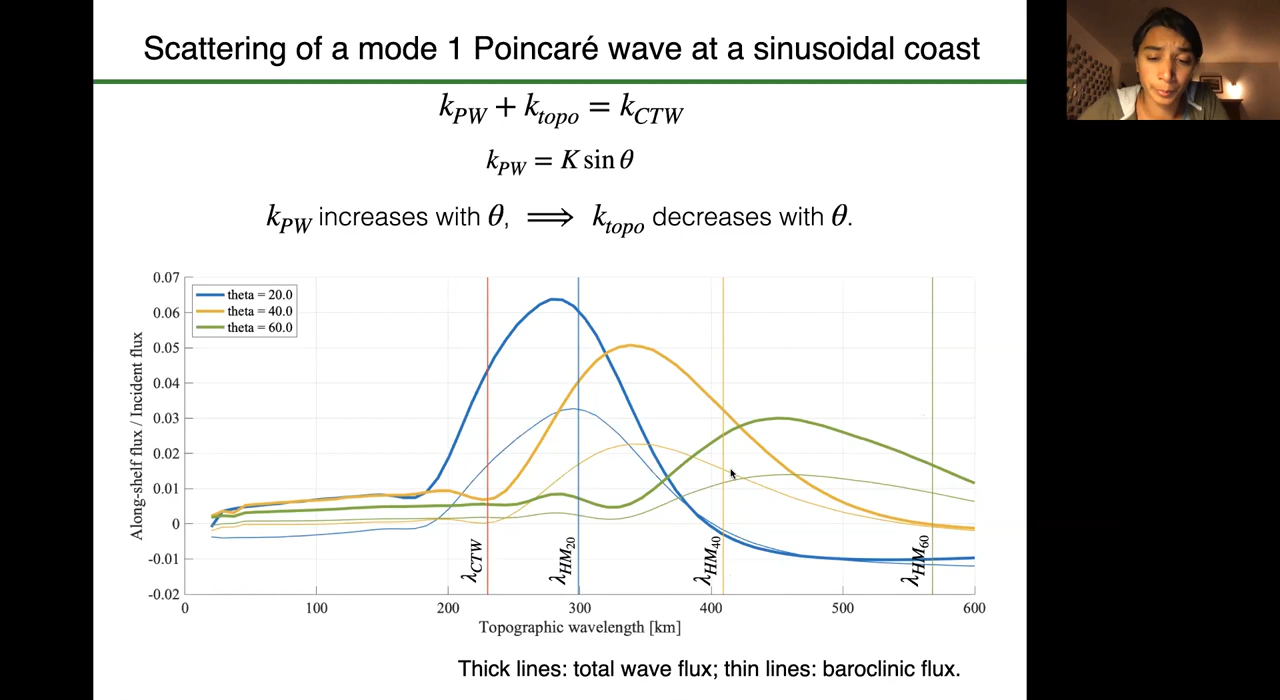 Scattering of a mode 1 Poincaré wave at a sinusoidal coast
k_PW + k_topo = k_CTW
k_PW = K sin θ
k_PW increases with θ, ⟹ k_topo decreases with θ.
0.07
0.06
0.05
0.04
0.03
0.02
0.01
0
-0.01
-0.02
Along-shelf flux / Incident flux
theta = 20.0
theta = 40.0
theta = 60.0
λ_CTW
λ_HM_20
λ_HM_40
λ_HM_60
0 100 200 300 400 500 600
Topographic wavelength [km]
Thick lines: total wave flux; thin lines: baroclinic flux.